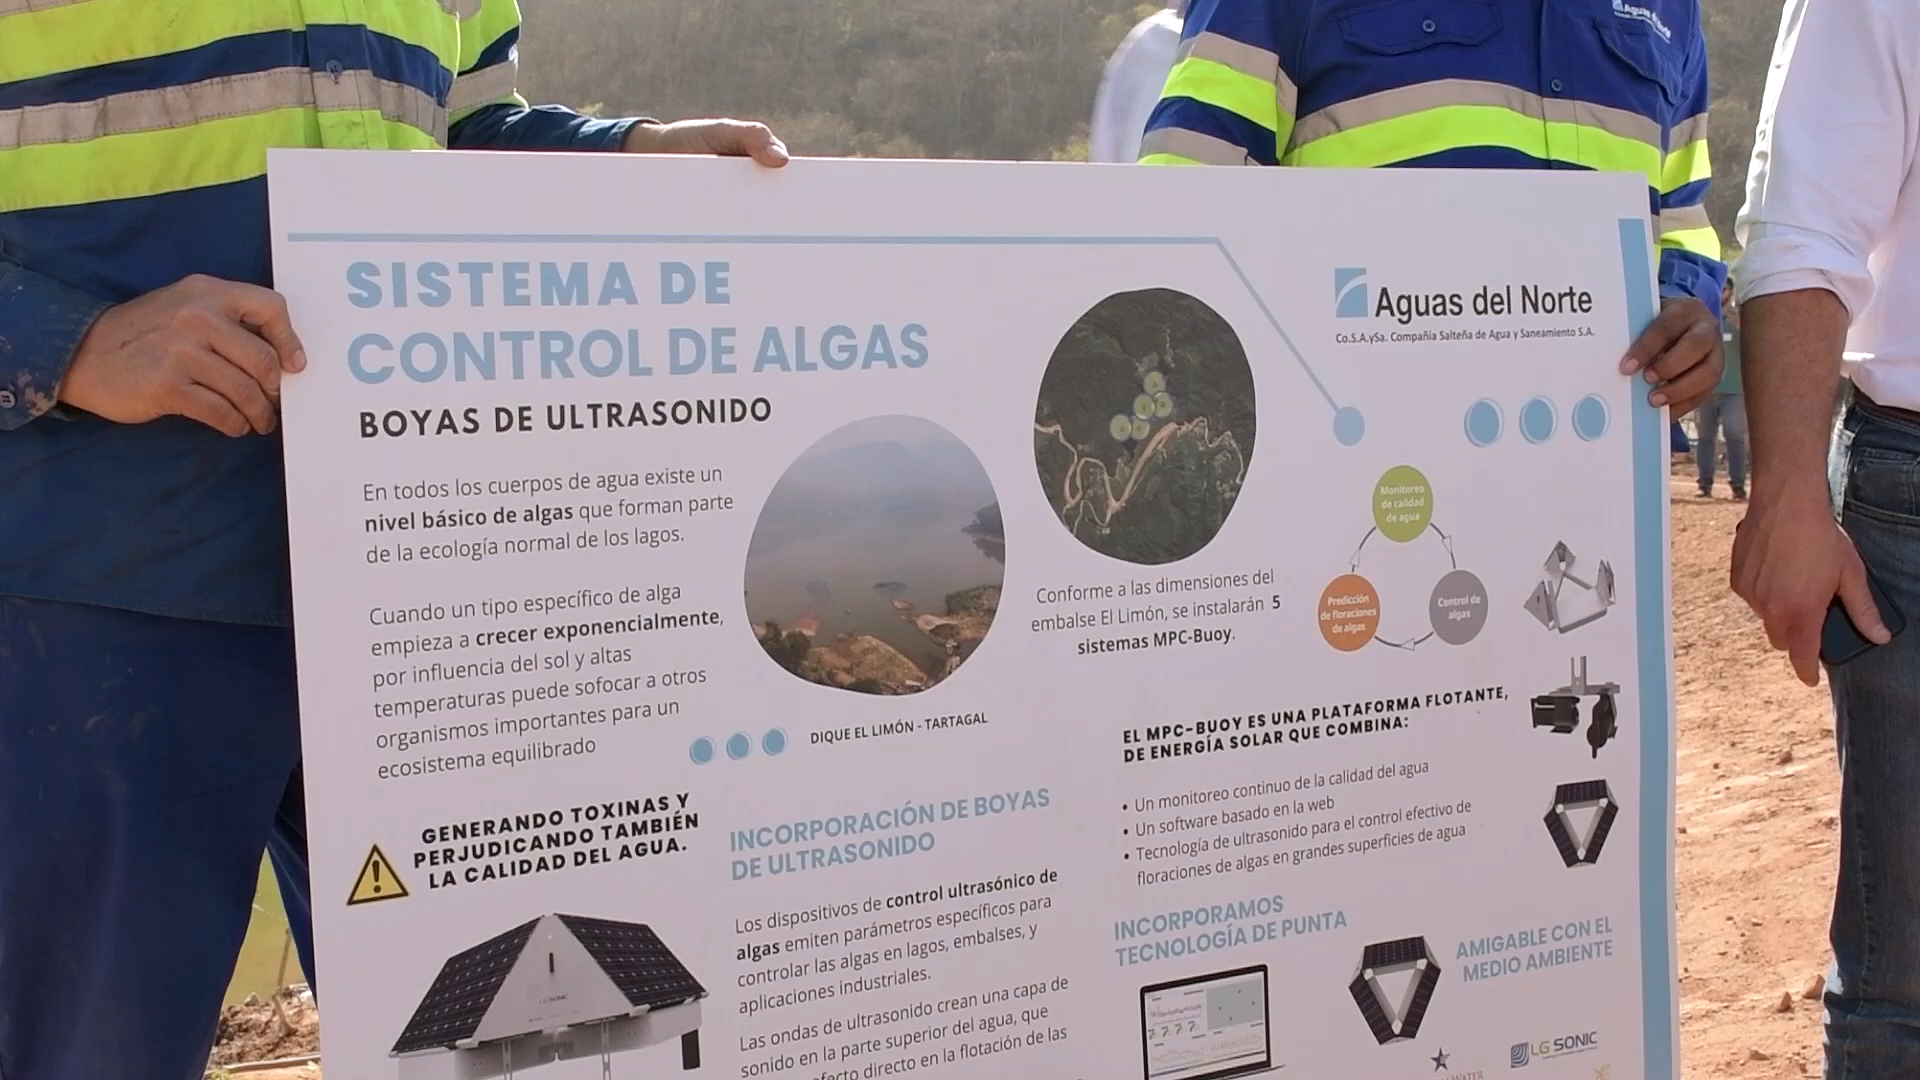 SISTEMA DE
CONTROL DE ALGAS
BOYAS DE ULTRASONIDO
En todos los cuerpos de agua existe un
nivel básico de algas que forman parte
de la ecología normal de los lagos.
Cuando un tipo específico de alga
empieza a crecer exponencialmente,
por influencia del sol y altas
temperaturas puede sofocar a otros
organismos importantes para un
ecosistema equilibrado
GENERANDO TOXINAS Y
PERJUDICANDO TAMBIÉN
LA CALIDAD DEL AGUA.
LG SONIC
DIQUE EL LIMÓN - TARTAGAL
INCORPORACIÓN DE BOYAS
DE ULTRASONIDO
Los dispositivos de control ultrasónico de
algas emiten parámetros específicos para
controlar las algas en lagos, embalses, y
aplicaciones industriales.
Las ondas de ultrasonido crean una capa de
sonido en la parte superior del agua, que
directo en la flotación de las
Conforme a las dimensiones del
embalse El Limón, se instalarán 5
sistemas MPC-Buoy.
Aguas del Norte
Co.S.A.ySa. Compañía Salteña de Agua y Saneamiento S.A.
Monitoreo
de calidad
de agua
Predicción
de floraciones
de algas
Control de
algas
EL MPC-BUOY ES UNA PLATAFORMA FLOTANTE,
DE ENERGÍA SOLAR QUE COMBINA:
• Un monitoreo continuo de la calidad del agua
• Un software basado en la web
• Tecnología de ultrasonido para el control efectivo de
floraciones de algas en grandes superficies de agua
INCORPORAMOS
TECNOLOGÍA DE PUNTA
AMIGABLE CON EL
MEDIO AMBIENTE
LG SONIC
WATER